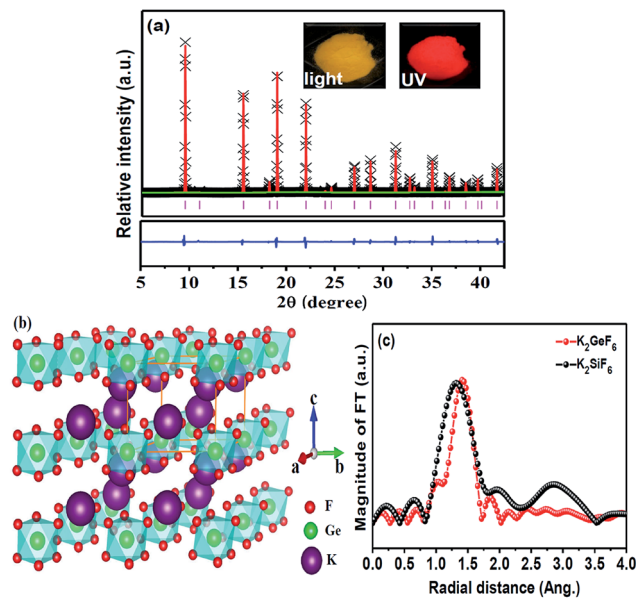 (a)
light
UV
Relative intensity (a.u.)
5 10 15 20 25 30 35 40
2θ (degree)
(b)
c
a
b
F
Ge
K
(c)
K₂GeF₆
K₂SiF₆
Magnitude of FT (a.u.)
0.0 0.5 1.0 1.5 2.0 2.5 3.0 3.5 4.0
Radial distance (Ang.)